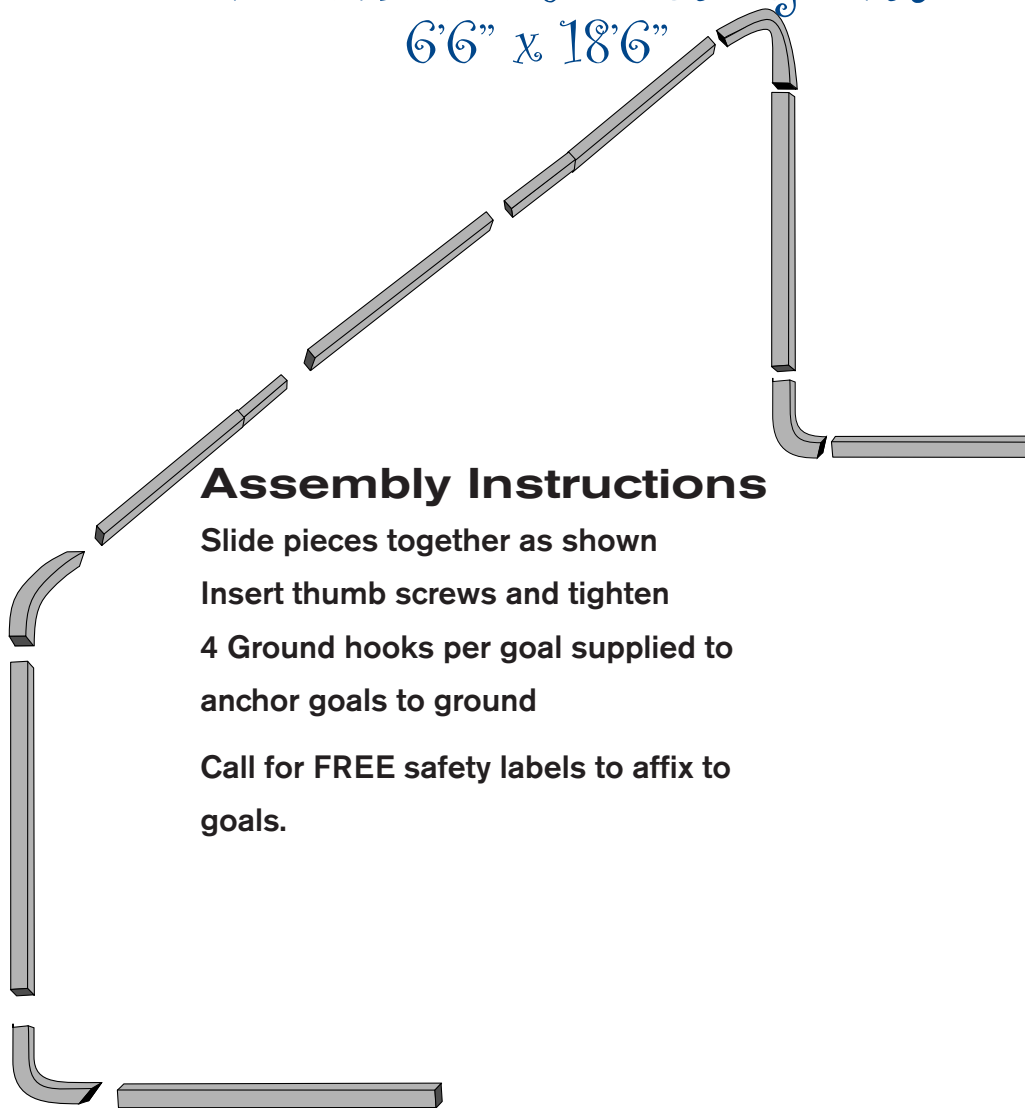 6’6” x 18’6”
Assembly Instructions
Slide pieces together as shown
Insert thumb screws and tighten
4 Ground hooks per goal supplied to
anchor goals to ground
Call for FREE safety labels to affix to
goals.